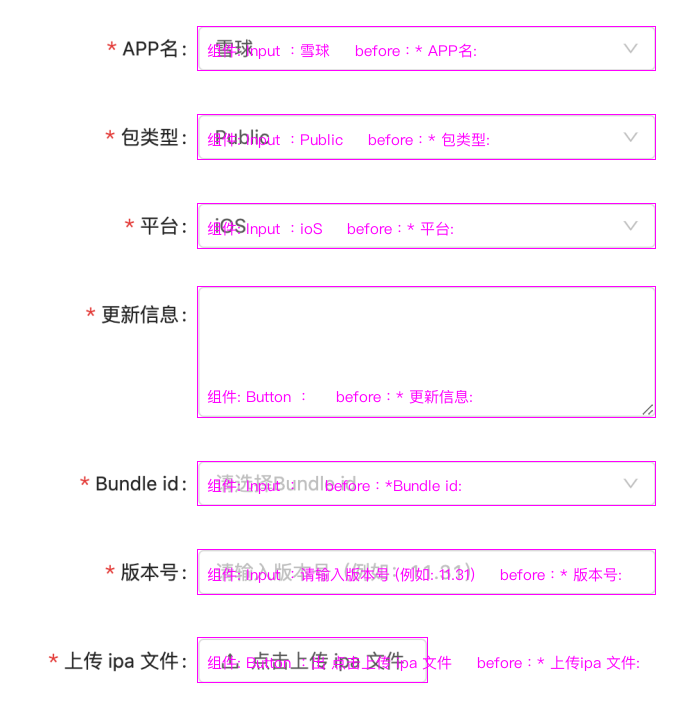 * APP名: 雪球
组件: Input ：雪球 before：* APP名:
* 包类型: Public
组件: Input ：Public before：* 包类型:
* 平台: iOS
组件: Input ：ioS before：* 平台:
* 更新信息:
组件: Button ： before：* 更新信息:
* Bundle id: 请选择Bundle id
组件: Input ： before：*Bundle id:
* 版本号: 请输入版本号 (例如: 11.31)
组件: Input ：请输入版本号 (例如: 11.31) before：* 版本号:
* 上传 ipa 文件: 点击上传 ipa 文件
组件: Button ：点击上传 ipa 文件 before：* 上传ipa 文件: